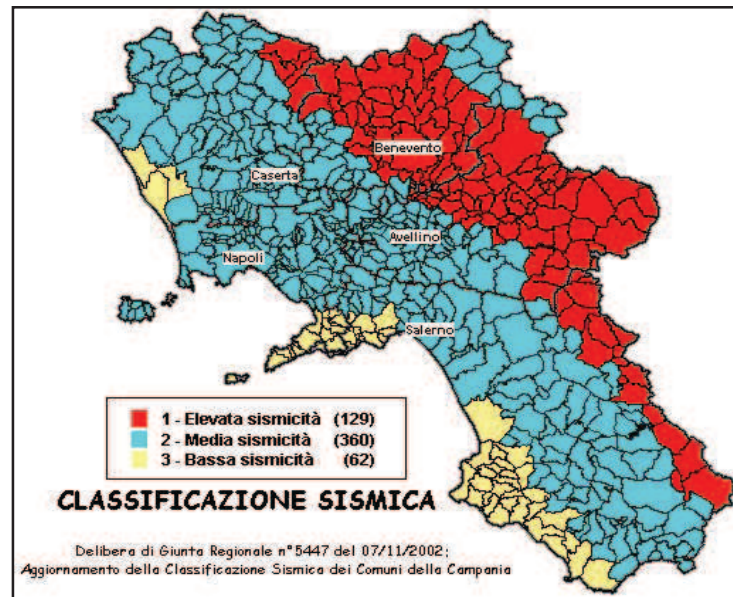 Benevento
Caserta
Avellino
Napoli
Salerno
1 - Elevata sismicità (129)
2 - Media sismicità (360)
3 - Bassa sismicità (62)
CLASSIFICAZIONE SISMICA
Delibera di Giunta Regionale n°5447 del 07/11/2002;
Aggiornamento della Classificazione Sismica dei Comuni della Campania